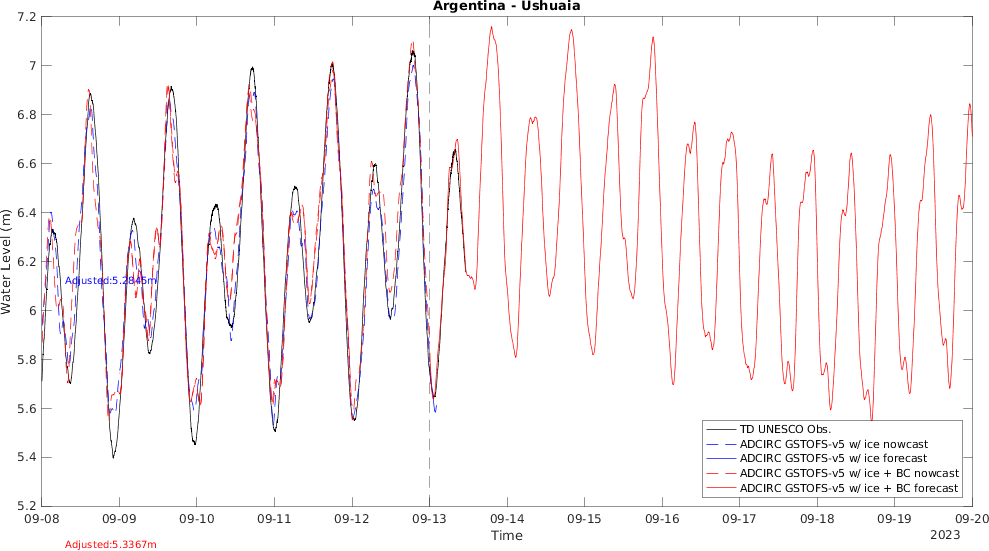 Argentina - Ushuaia
7.2
7
6.8
6.6
6.4
6.2
6
5.8
5.6
5.4
5.2
Water Level (m)
Adjusted:5.2845m
TD UNESCO Obs.
ADCIRC GSTOFS-v5 w/ ice nowcast
ADCIRC GSTOFS-v5 w/ ice forecast
ADCIRC GSTOFS-v5 w/ ice + BC nowcast
ADCIRC GSTOFS-v5 w/ ice + BC forecast
09-08 09-09 09-10 09-11 09-12 09-13 09-14 09-15 09-16 09-17 09-18 09-19 09-20
Time
2023
Adjusted:5.3367m